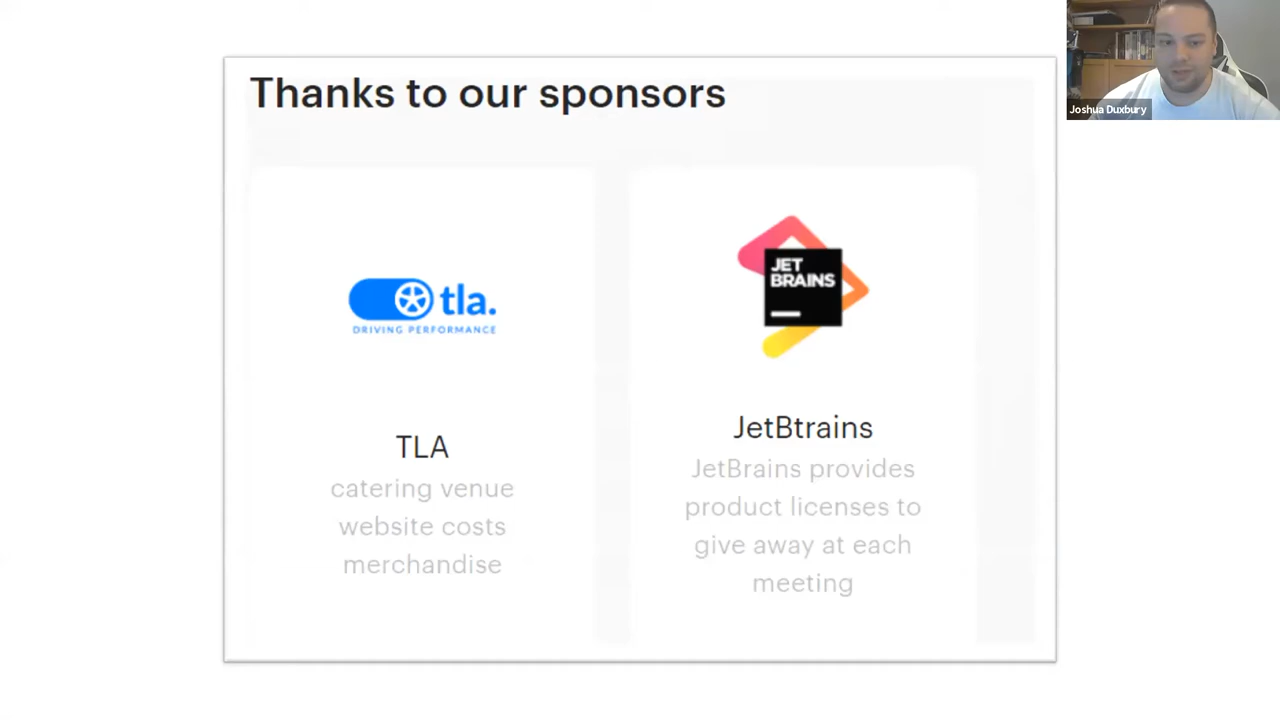 Thanks to our sponsors
Joshua Duxbury
tla.
DRIVING PERFORMANCE
JET
BRAINS
TLA
catering venue
website costs
merchandise
JetBtrains
JetBrains provides
product licenses to
give away at each
meeting